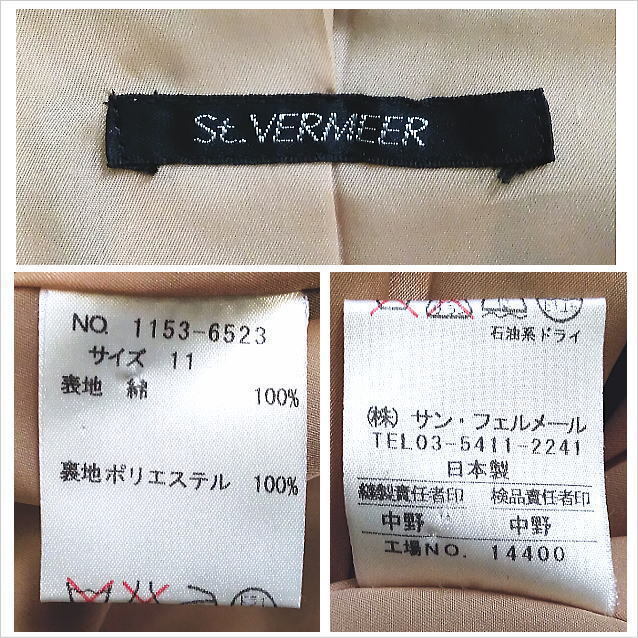 St.VERMEER
NO. 1153-6523
サイズ 11
表地 綿 100%
裏地ポリエステル 100%
石油系ドライ
(株) サン・フェルメール
TEL03-5411-2241
日本製
縫製責任者印 検品責任者印
中野 中野
工場NO. 14400